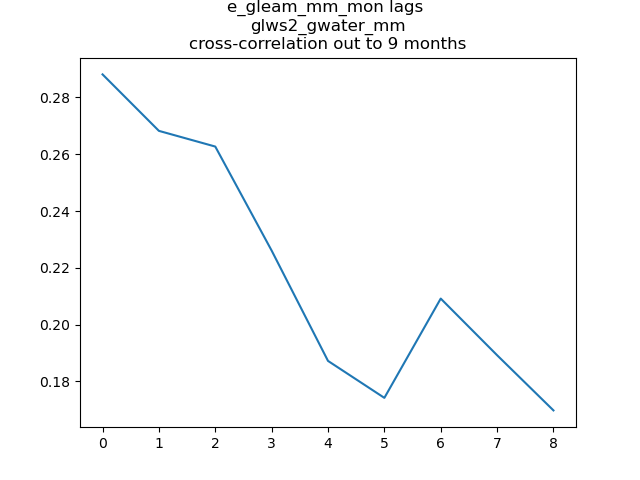 e_gleam_mm_mon lags
glws2_gwater_mm
cross-correlation out to 9 months
0.28
0.26
0.24
0.22
0.20
0.18
0 1 2 3 4 5 6 7 8